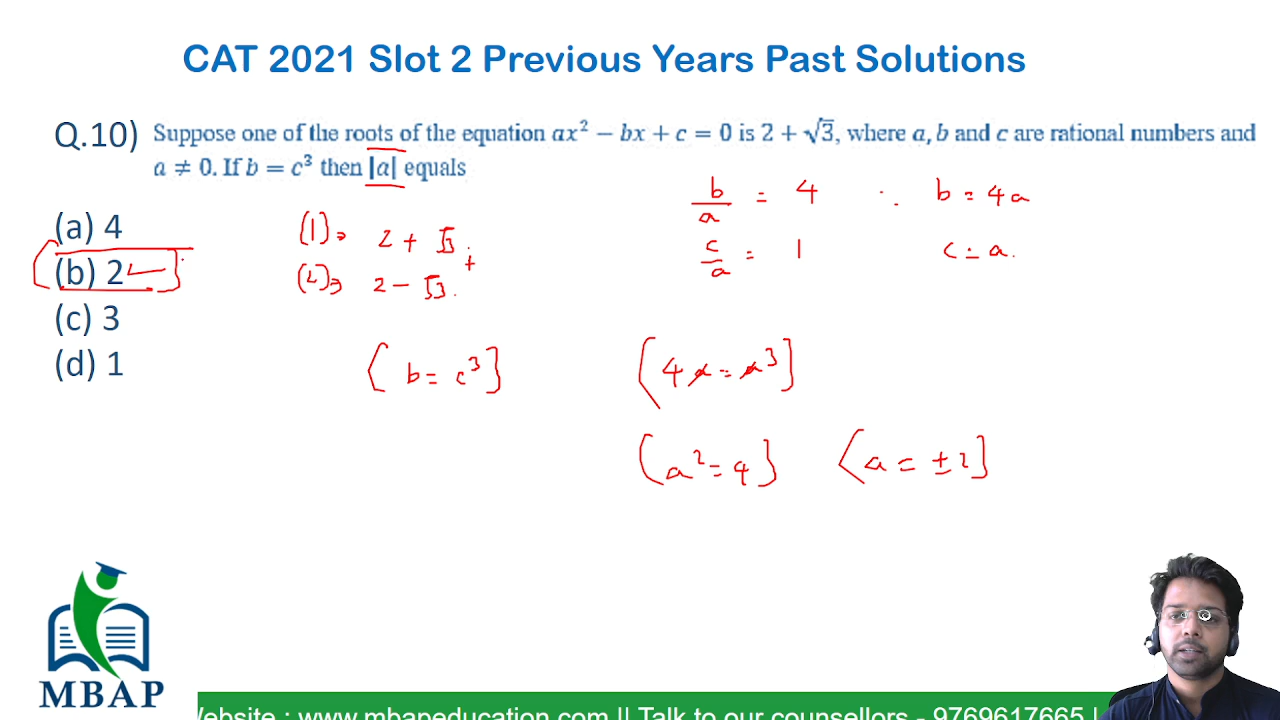 CAT 2021 Slot 2 Previous Years Past Solutions
Q.10) Suppose one of the roots of the equation ax² − bx + c = 0 is 2 + √3, where a, b and c are rational numbers and
a ≠ 0. If b = c³ then |a| equals
(a) 4
(b) 2
(c) 3
(d) 1
(1)⇒ 2 + √3
+
(2)⇒ 2 − √3.
b/a = 4 ∴ b = 4a
c/a = 1 c = a.
(b = c³]
(4a = a³]
(a² = 4]
(a = ±2]
MBAP
Website : www.mbapeducation.com || Talk to our counsellors - 9769617665 |